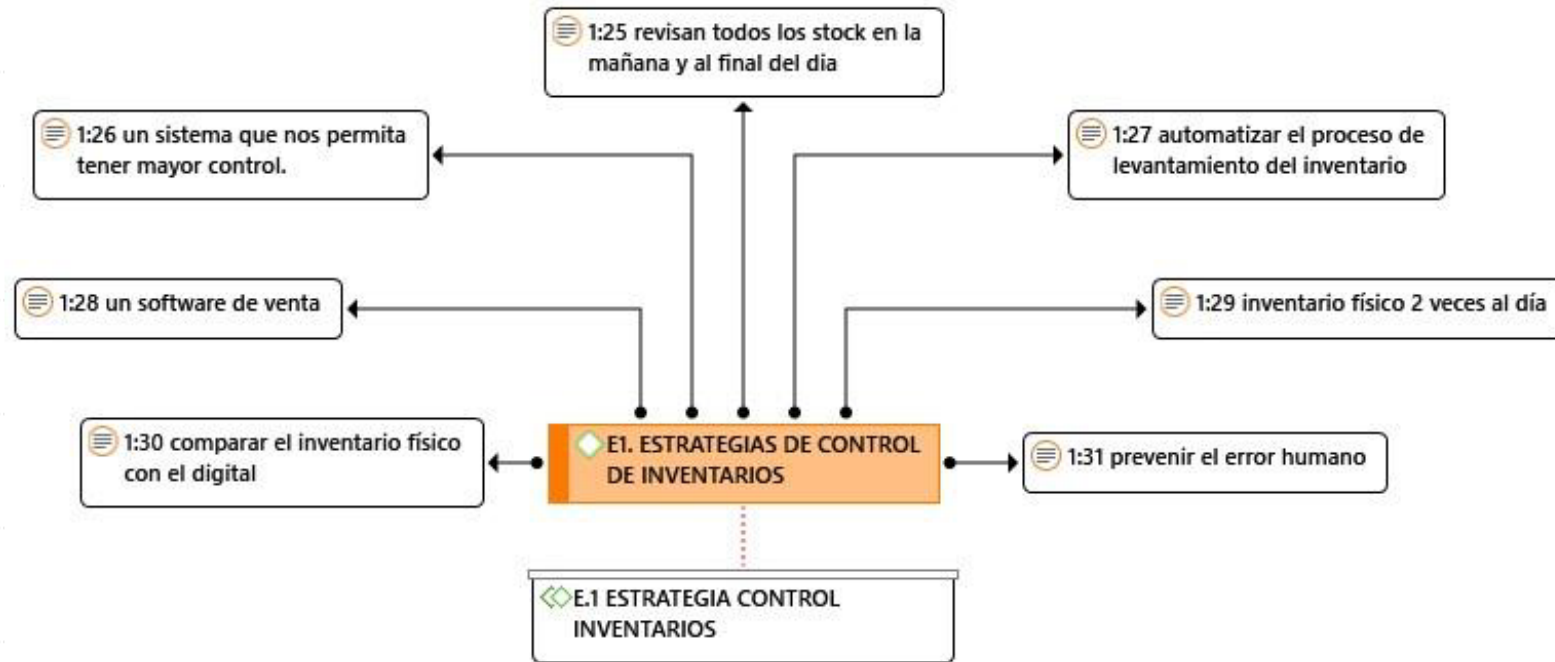 1:25 revisan todos los stock en la
mañana y al final del dia
1:26 un sistema que nos permita
tener mayor control.
1:27 automatizar el proceso de
levantamiento del inventario
1:28 un software de venta
1:29 inventario físico 2 veces al día
1:30 comparar el inventario físico
con el digital
E1. ESTRATEGIAS DE CONTROL
DE INVENTARIOS
1:31 prevenir el error humano
E.1 ESTRATEGIA CONTROL
INVENTARIOS